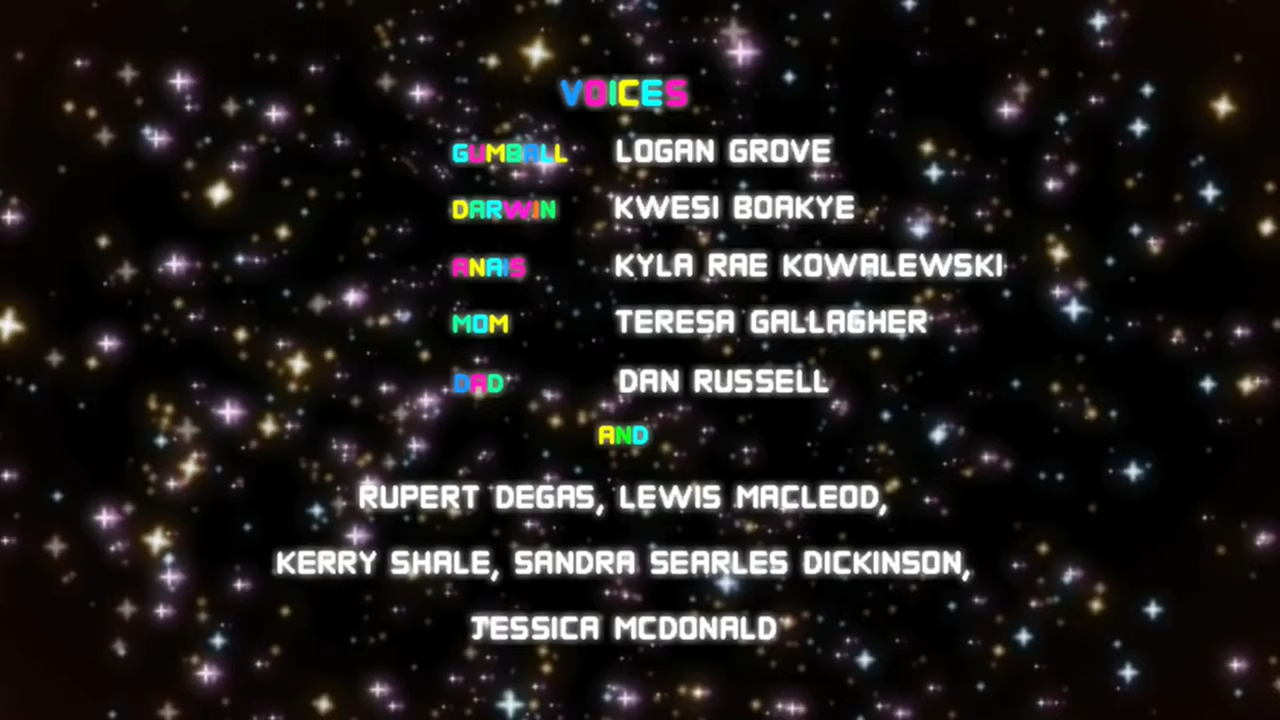 VOICES
GUMBALL LOGAN GROVE
DARWIN KWESI BOAKYE
ANAIS KYLA RAE KOWALEWSKI
MOM TERESA GALLAGHER
DAD DAN RUSSELL
AND
RUPERT DEGAS, LEWIS MACLEOD,
KERRY SHALE, SANDRA SEARLES DICKINSON,
JESSICA MCDONALD